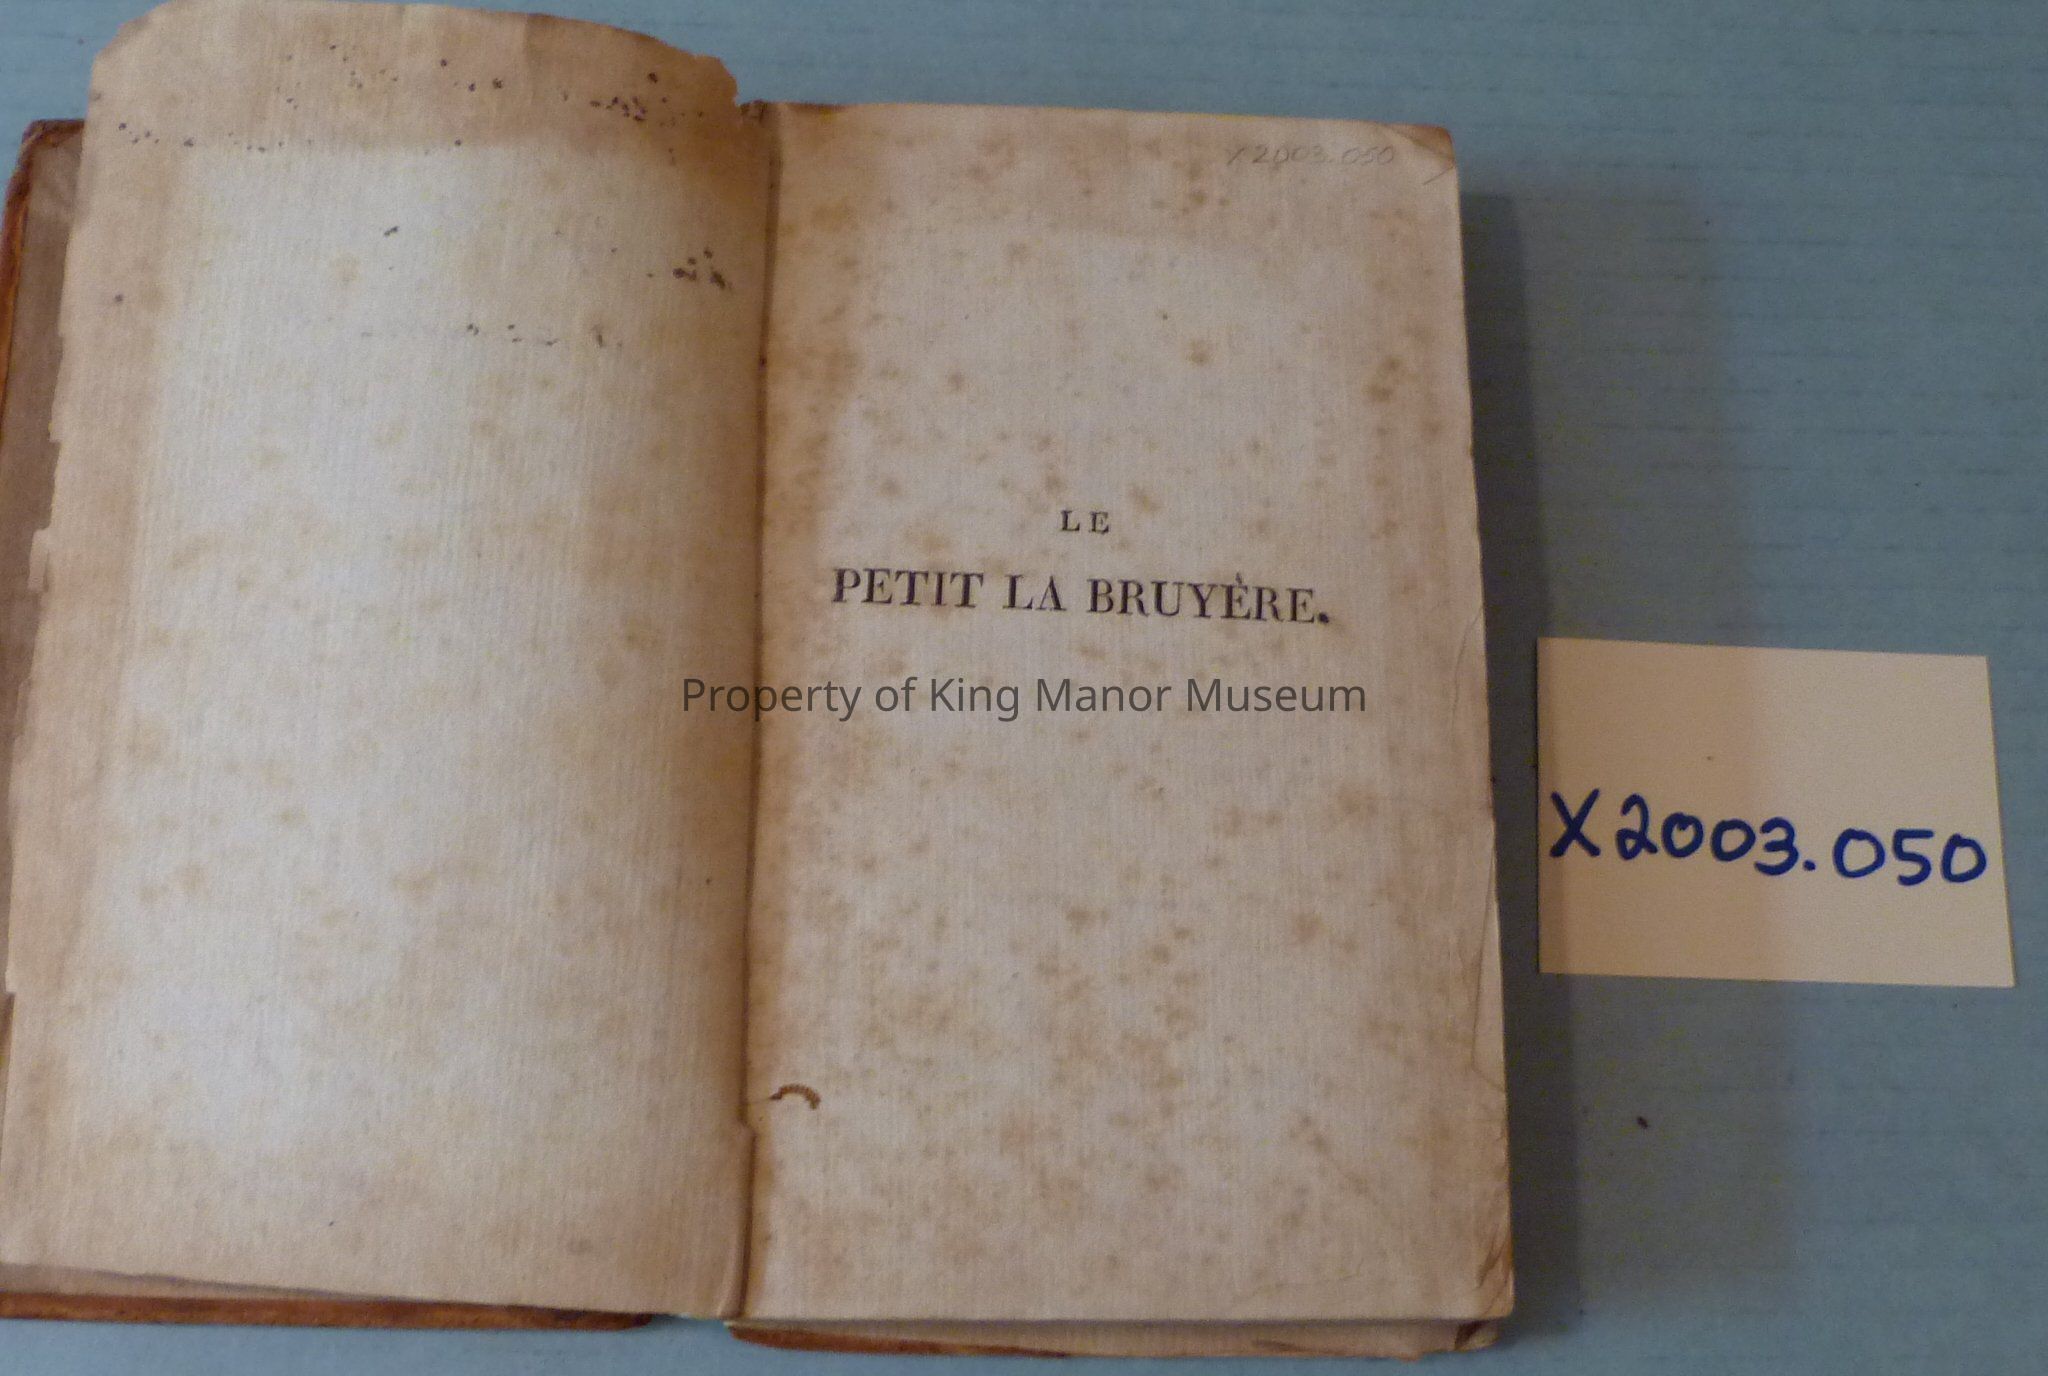 X2003.050
LE
PETIT LA BRUYÈRE.
Property of King Manor Museum
X2003.050